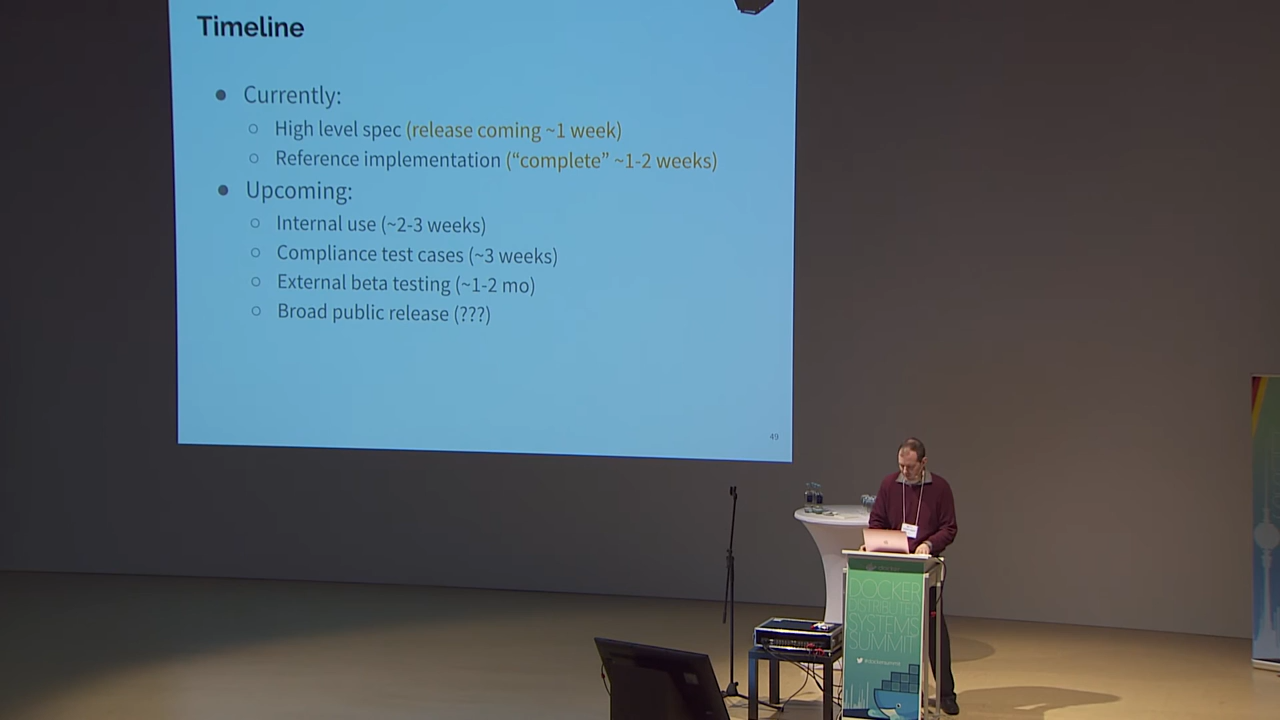 Timeline
● Currently:
○ High level spec (release coming ~1 week)
○ Reference implementation (“complete” ~1-2 weeks)
● Upcoming:
○ Internal use (~2-3 weeks)
○ Compliance test cases (~3 weeks)
○ External beta testing (~1-2 mo)
○ Broad public release (???)
49
DOCKER
DISTRIBUTED
SYSTEMS
SUMMIT